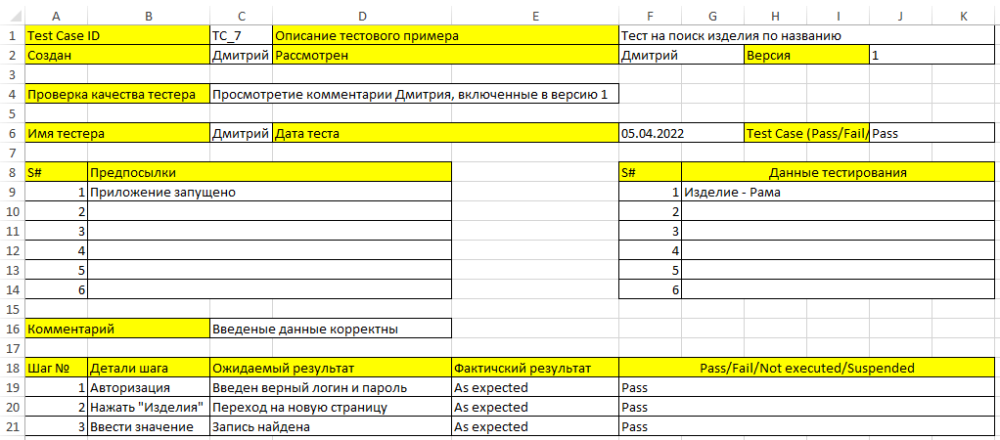 A B C D E F G H I J K
1 Test Case ID TC_7 Описание тестового примера Тест на поиск изделия по названию
2 Создан Дмитрий Рассмотрен Дмитрий Версия 1
3
4 Проверка качества тестера Просмотретие комментарии Дмитрия, включенные в версию 1
5
6 Имя тестера Дмитрий Дата теста 05.04.2022 Test Case (Pass/Fail/ Pass
7
8 S# Предпосылки S# Данные тестирования
9 1 Приложение запущено 1 Изделие - Рама
10 2 2
11 3 3
12 4 4
13 5 5
14 6 6
15
16 Комментарий Введеные данные корректны
17
18 Шаг № Детали шага Ожидаемый результат Фактичский результат Pass/Fail/Not executed/Suspended
19 1 Авторизация Введен верный логин и пароль As expected Pass
20 2 Нажать "Изделия" Переход на новую страницу As expected Pass
21 3 Ввести значение Запись найдена As expected Pass